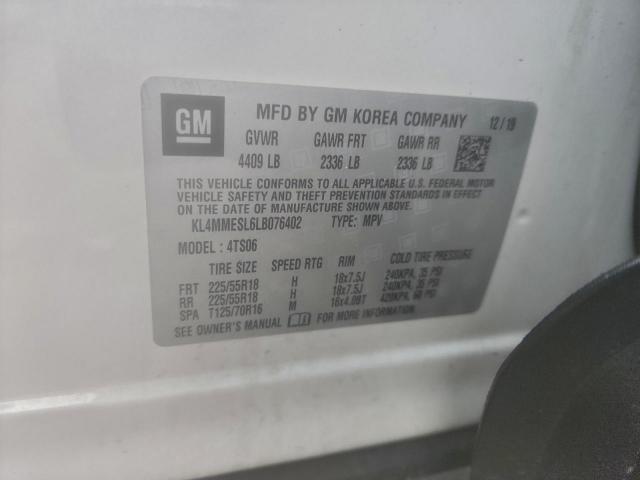 GM MFD BY GM KOREA COMPANY 12/19
GVWR GAWR FRT GAWR RR
4409 LB 2336 LB 2336 LB
THIS VEHICLE CONFORMS TO ALL APPLICABLE U.S. FEDERAL MOTOR
VEHICLE SAFETY AND THEFT PREVENTION STANDARDS IN EFFECT
ON THE DATE OF MANUFACTURE SHOWN ABOVE.
KL4MMESL6LB076402 TYPE: MPV
MODEL: 4TS06
TIRE SIZE SPEED RTG RIM COLD TIRE PRESSURE
FRT 225/55R18 H 18x7.5J 240KPA, 35 PSI
RR 225/55R18 H 18x7.5J 240KPA, 35 PSI
SPA T125/70R16 M 16x4.00T 420KPA, 60 PSI
SEE OWNER'S MANUAL FOR MORE INFORMATION